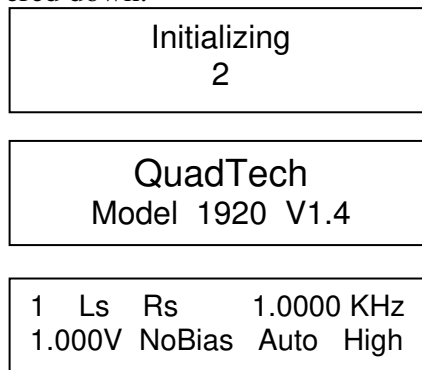 Initializing
2
QuadTech
Model 1920 V1.4
1 Ls Rs 1.0000 KHz
1.000V NoBias Auto High